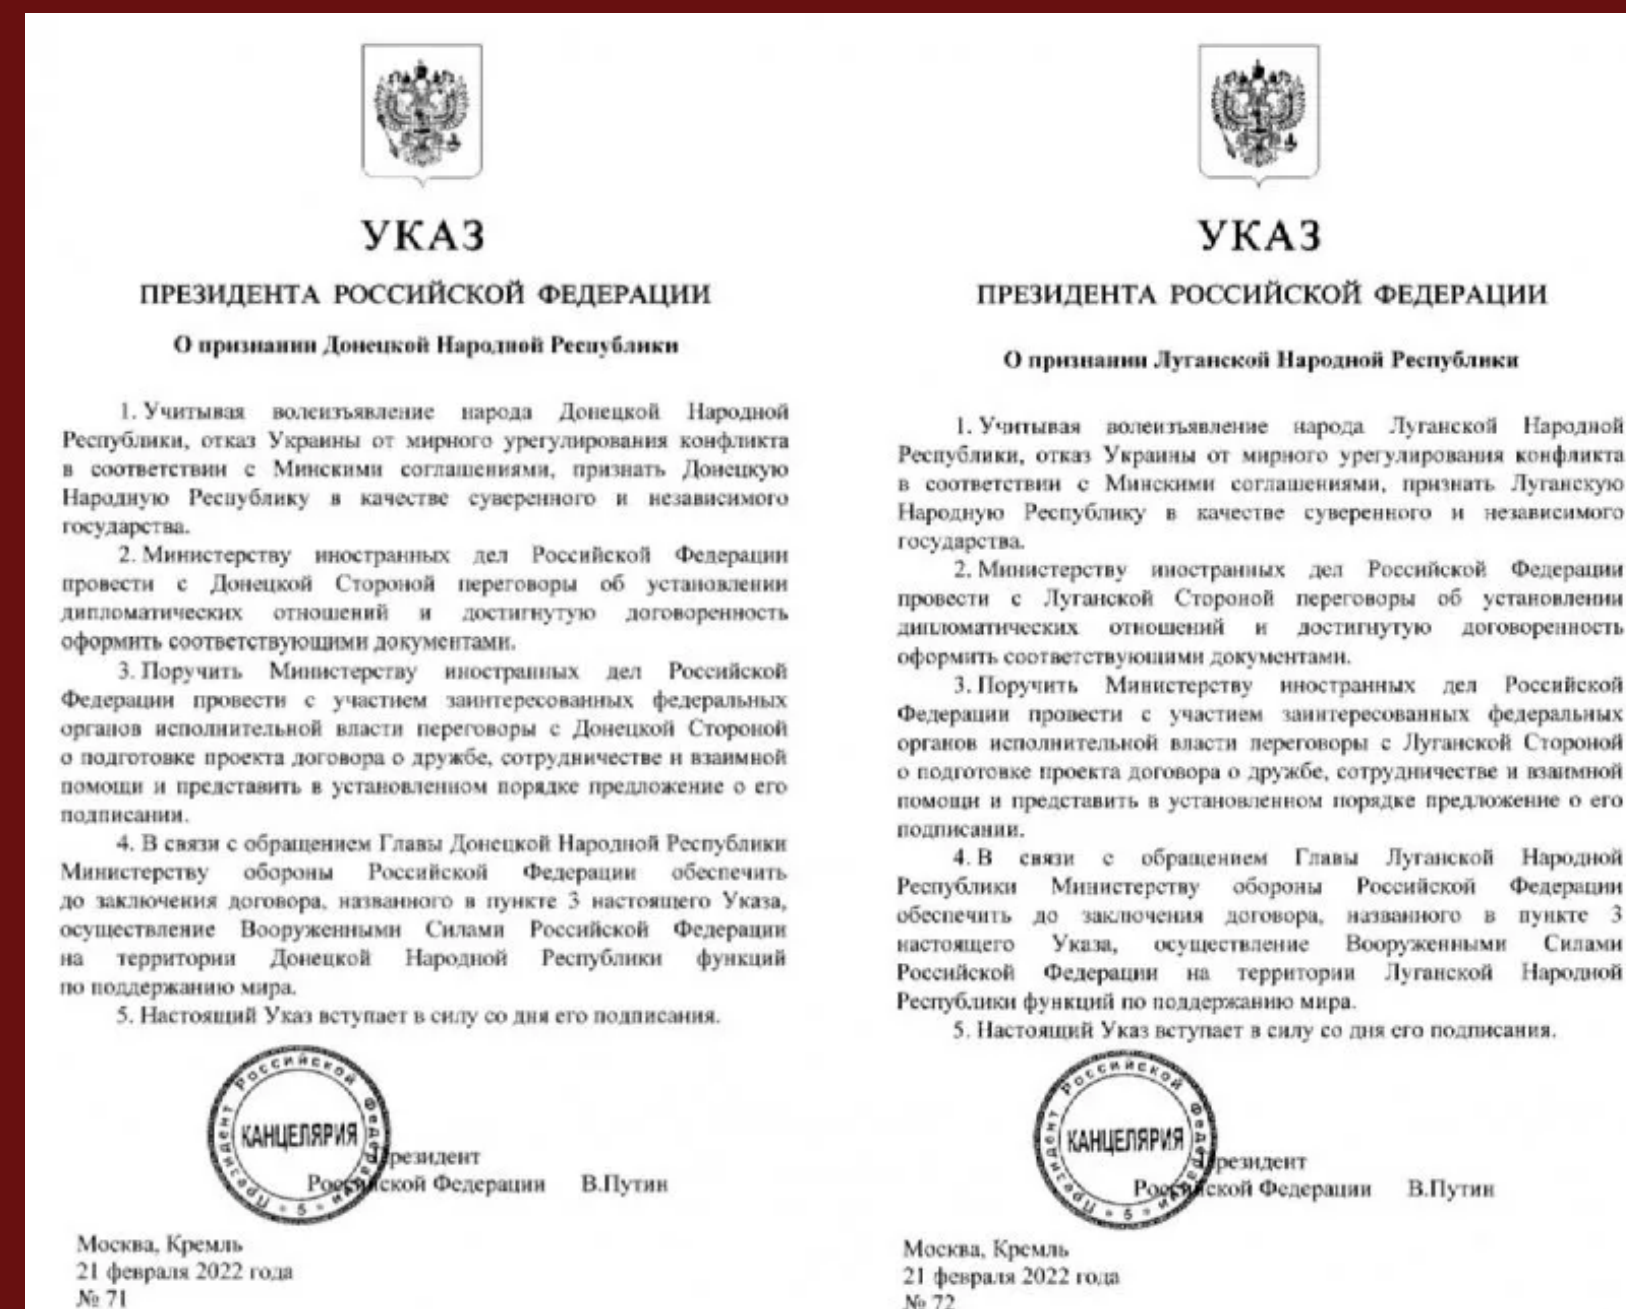 УКАЗ
ПРЕЗИДЕНТА РОССИЙСКОЙ ФЕДЕРАЦИИ
О признании Донецкой Народной Республики
1. Учитывая волеизъявление народа Донецкой Народной
Республики, отказ Украины от мирного урегулирования конфликта
в соответствии с Минскими соглашениями, признать Донецкую
Народную Республику в качестве суверенного и независимого
государства.
2. Министерству иностранных дел Российской Федерации
провести с Донецкой Стороной переговоры об установлении
дипломатических отношений и достигнутую договоренность
оформить соответствующими документами.
3. Поручить Министерству иностранных дел Российской
Федерации провести с участием заинтересованных федеральных
органов исполнительной власти переговоры с Донецкой Стороной
о подготовке проекта договора о дружбе, сотрудничестве и взаимной
помощи и представить в установленном порядке предложение о его
подписании.
4. В связи с обращением Главы Донецкой Народной Республики
Министерству обороны Российской Федерации обеспечить
до заключения договора, названного в пункте 3 настоящего Указа,
осуществление Вооруженными Силами Российской Федерации
на территории Донецкой Народной Республики функций
по поддержанию мира.
5. Настоящий Указ вступает в силу со дня его подписания.
Президент Российской Федерации
5
КАНЦЕЛЯРИЯ
Президент
Российской Федерации В.Путин
Москва, Кремль
21 февраля 2022 года
№ 71
УКАЗ
ПРЕЗИДЕНТА РОССИЙСКОЙ ФЕДЕРАЦИИ
О признании Луганской Народной Республики
1. Учитывая волеизъявление народа Луганской Народной
Республики, отказ Украины от мирного урегулирования конфликта
в соответствии с Минскими соглашениями, признать Луганскую
Народную Республику в качестве суверенного и независимого
государства.
2. Министерству иностранных дел Российской Федерации
провести с Луганской Стороной переговоры об установлении
дипломатических отношений и достигнутую договоренность
оформить соответствующими документами.
3. Поручить Министерству иностранных дел Российской
Федерации провести с участием заинтересованных федеральных
органов исполнительной власти переговоры с Луганской Стороной
о подготовке проекта договора о дружбе, сотрудничестве и взаимной
помощи и представить в установленном порядке предложение о его
подписании.
4. В связи с обращением Главы Луганской Народной
Республики Министерству обороны Российской Федерации
обеспечить до заключения договора, названного в пункте 3
настоящего Указа, осуществление Вооруженными Силами
Российской Федерации на территории Луганской Народной
Республики функций по поддержанию мира.
5. Настоящий Указ вступает в силу со дня его подписания.
Президент Российской Федерации
5
КАНЦЕЛЯРИЯ
Президент
Российской Федерации В.Путин
Москва, Кремль
21 февраля 2022 года
№ 72